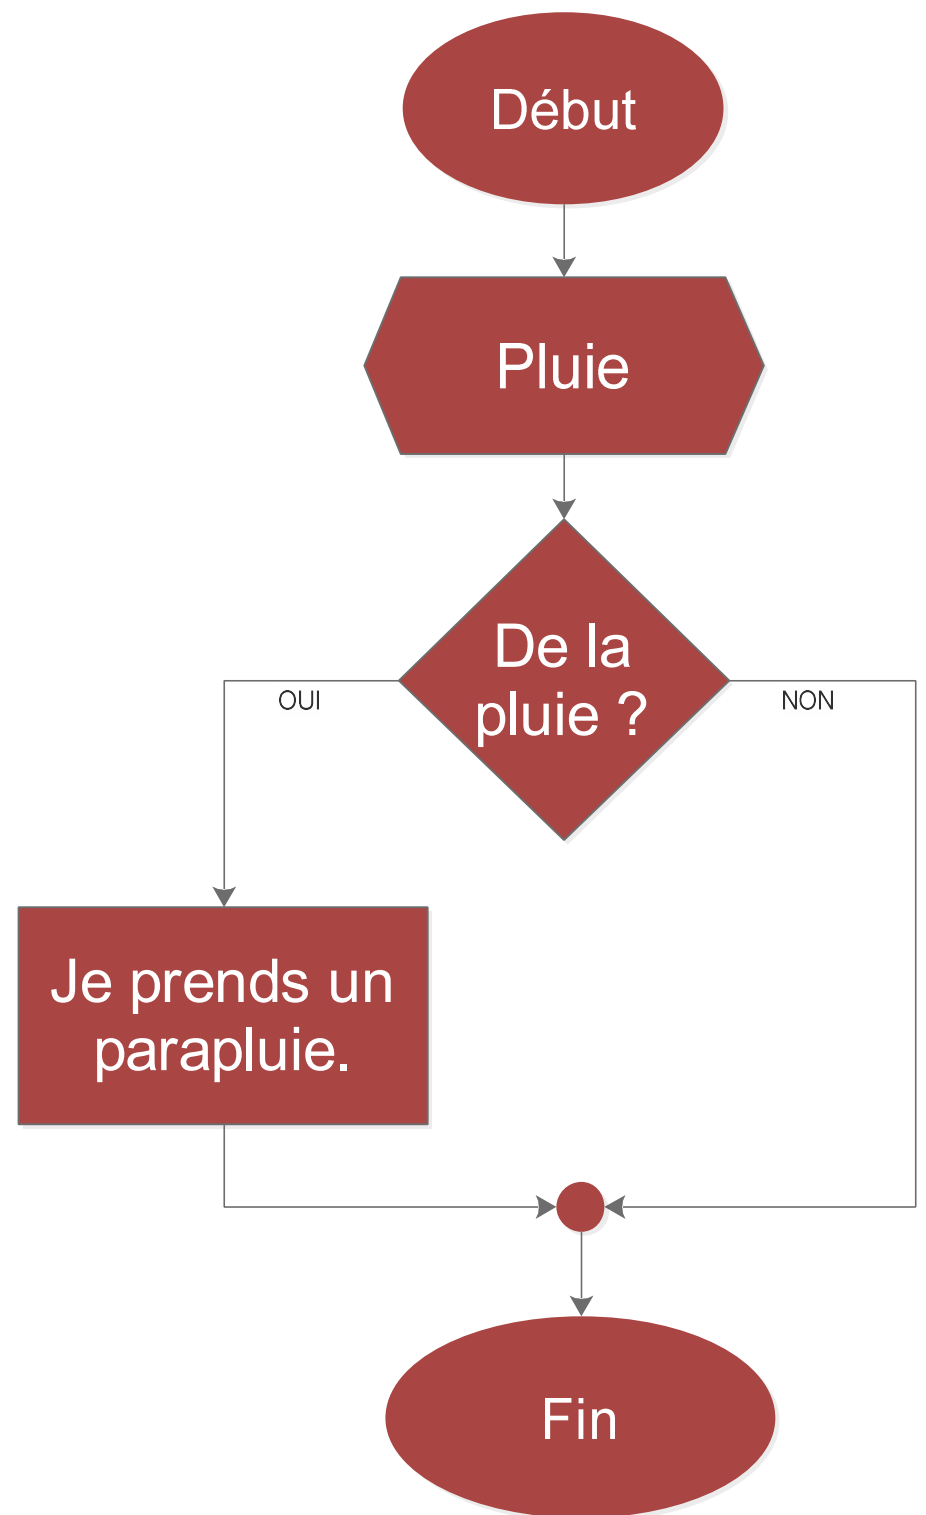 Début
Pluie
De la
pluie ?
OUI
NON
Je prends un
parapluie.
Fin